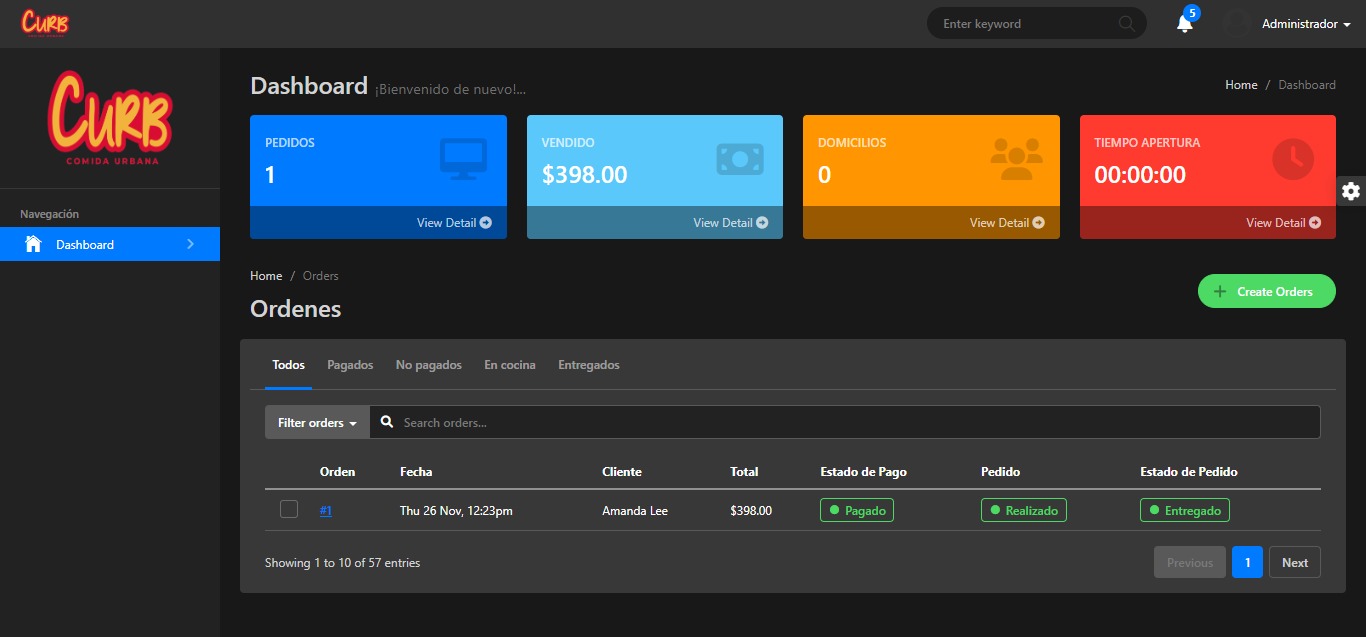 CURB
Enter keyword
5
Administrador
CURB
COMIDA URBANA
Navegación
Dashboard
Dashboard ¡Bienvenido de nuevo!...
Home / Dashboard
PEDIDOS
1
View Detail
VENDIDO
$398.00
View Detail
DOMICILIOS
0
View Detail
TIEMPO APERTURA
00:00:00
View Detail
Home / Orders
Ordenes
+ Create Orders
Todos Pagados No pagados En cocina Entregados
Filter orders Search orders...
Orden Fecha Cliente Total Estado de Pago Pedido Estado de Pedido
#1 Thu 26 Nov, 12:23pm Amanda Lee $398.00 Pagado Realizado Entregado
Showing 1 to 10 of 57 entries
Previous 1 Next